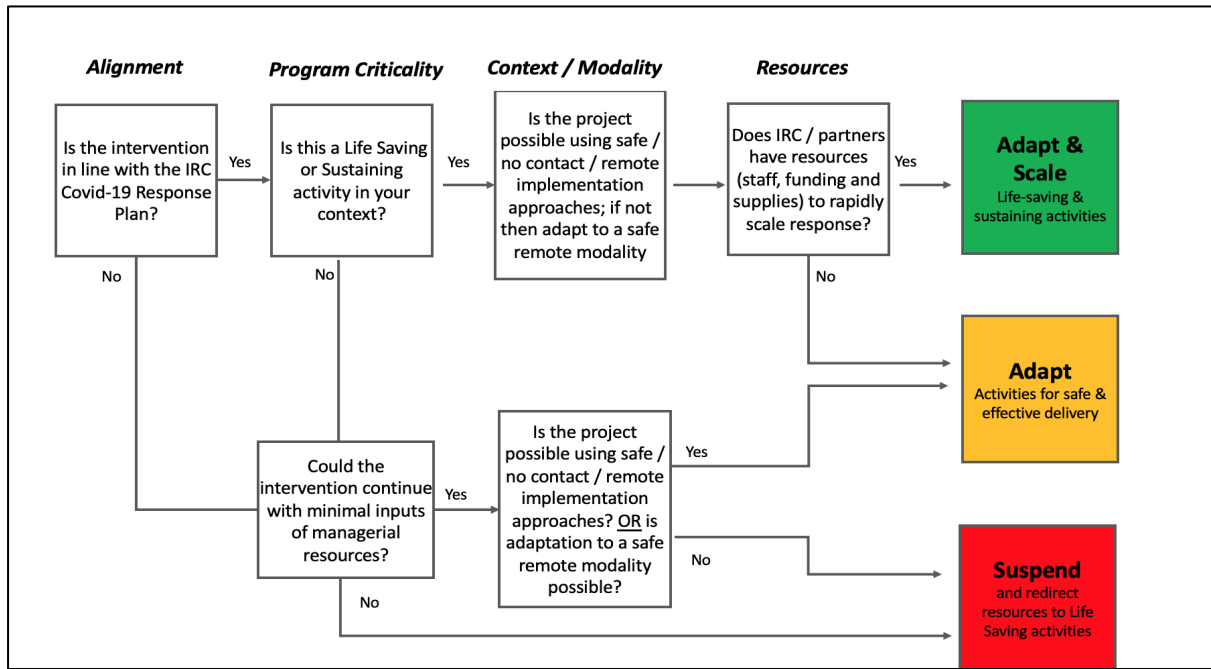 Alignment
Program Criticality
Context / Modality
Resources
Is the intervention
in line with the IRC
Covid-19 Response
Plan?
Yes
No
Is this a Life Saving
or Sustaining
activity in your
context?
Yes
No
Is the project
possible using safe /
no contact / remote
implementation
approaches; if not
then adapt to a safe
remote modality
Does IRC / partners
have resources
(staff, funding and
supplies) to rapidly
scale response?
Yes
No
Adapt &
Scale
Life-saving &
sustaining activities
Adapt
Activities for safe &
effective delivery
Could the
intervention continue
with minimal inputs
of managerial
resources?
Yes
No
Is the project
possible using safe /
no contact / remote
implementation
approaches? OR is
adaptation to a safe
remote modality
possible?
Yes
No
Suspend
and redirect
resources to Life
Saving activities